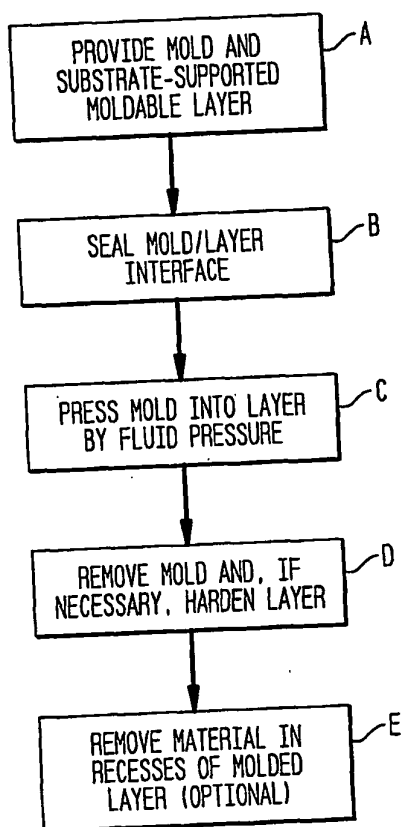 PROVIDE MOLD AND
SUBSTRATE-SUPPORTED
MOLDABLE LAYER
A
SEAL MOLD/LAYER
INTERFACE
B
PRESS MOLD INTO LAYER
BY FLUID PRESSURE
C
REMOVE MOLD AND, IF
NECESSARY, HARDEN LAYER
D
REMOVE MATERIAL IN
RECESSES OF MOLDED
LAYER (OPTIONAL)
E